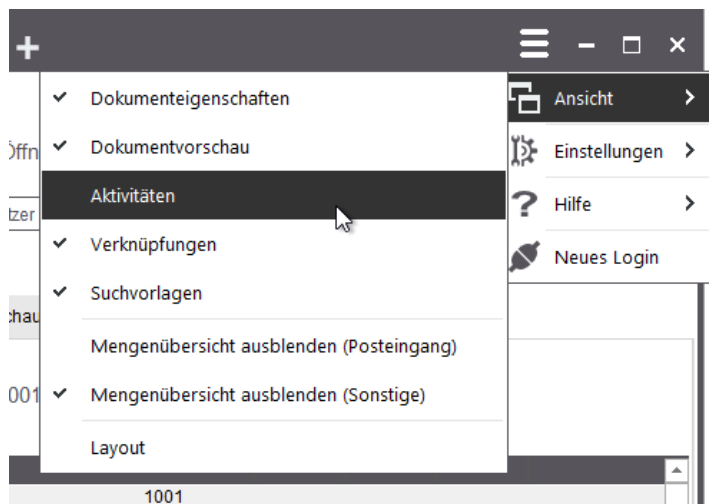 +
Dokumenteigenschaften
Ansicht
Dokumentvorschau
Einstellungen
Aktivitäten
Hilfe
Verknüpfungen
Neues Login
Suchvorlagen
Mengenübersicht ausblenden (Posteingang)
Mengenübersicht ausblenden (Sonstige)
Layout
1001